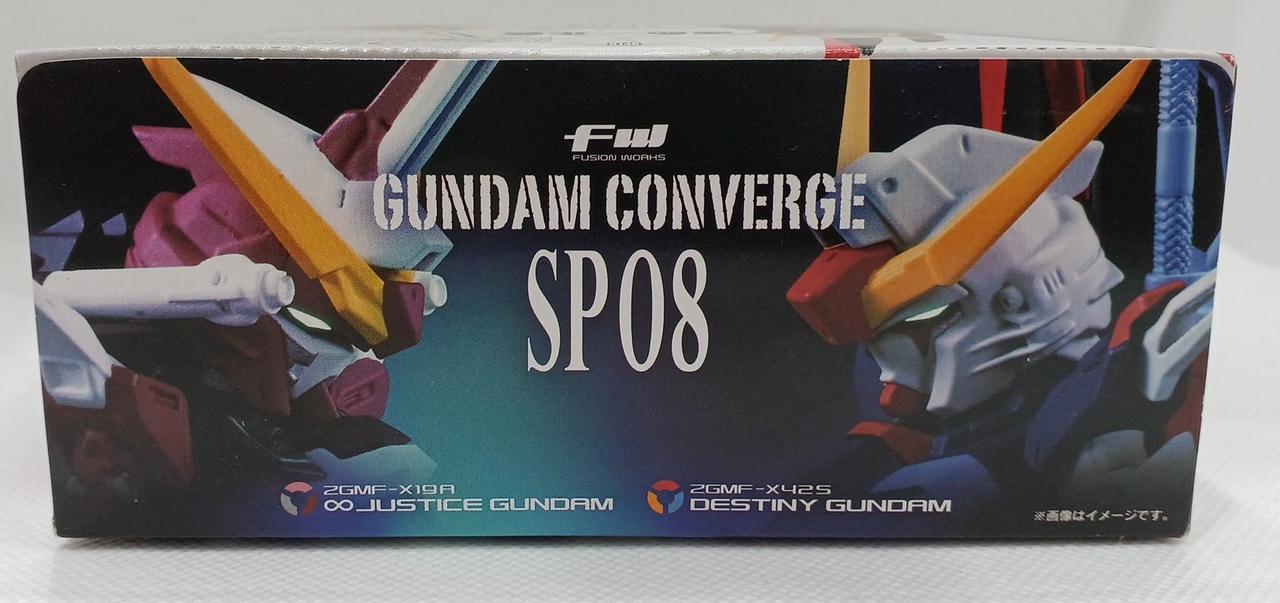 FW
FUSION WORKS
GUNDAM CONVERGE
SP08
ZGMF-X19A
∞JUSTICE GUNDAM
ZGMF-X42S
DESTINY GUNDAM
※画像はイメージです。